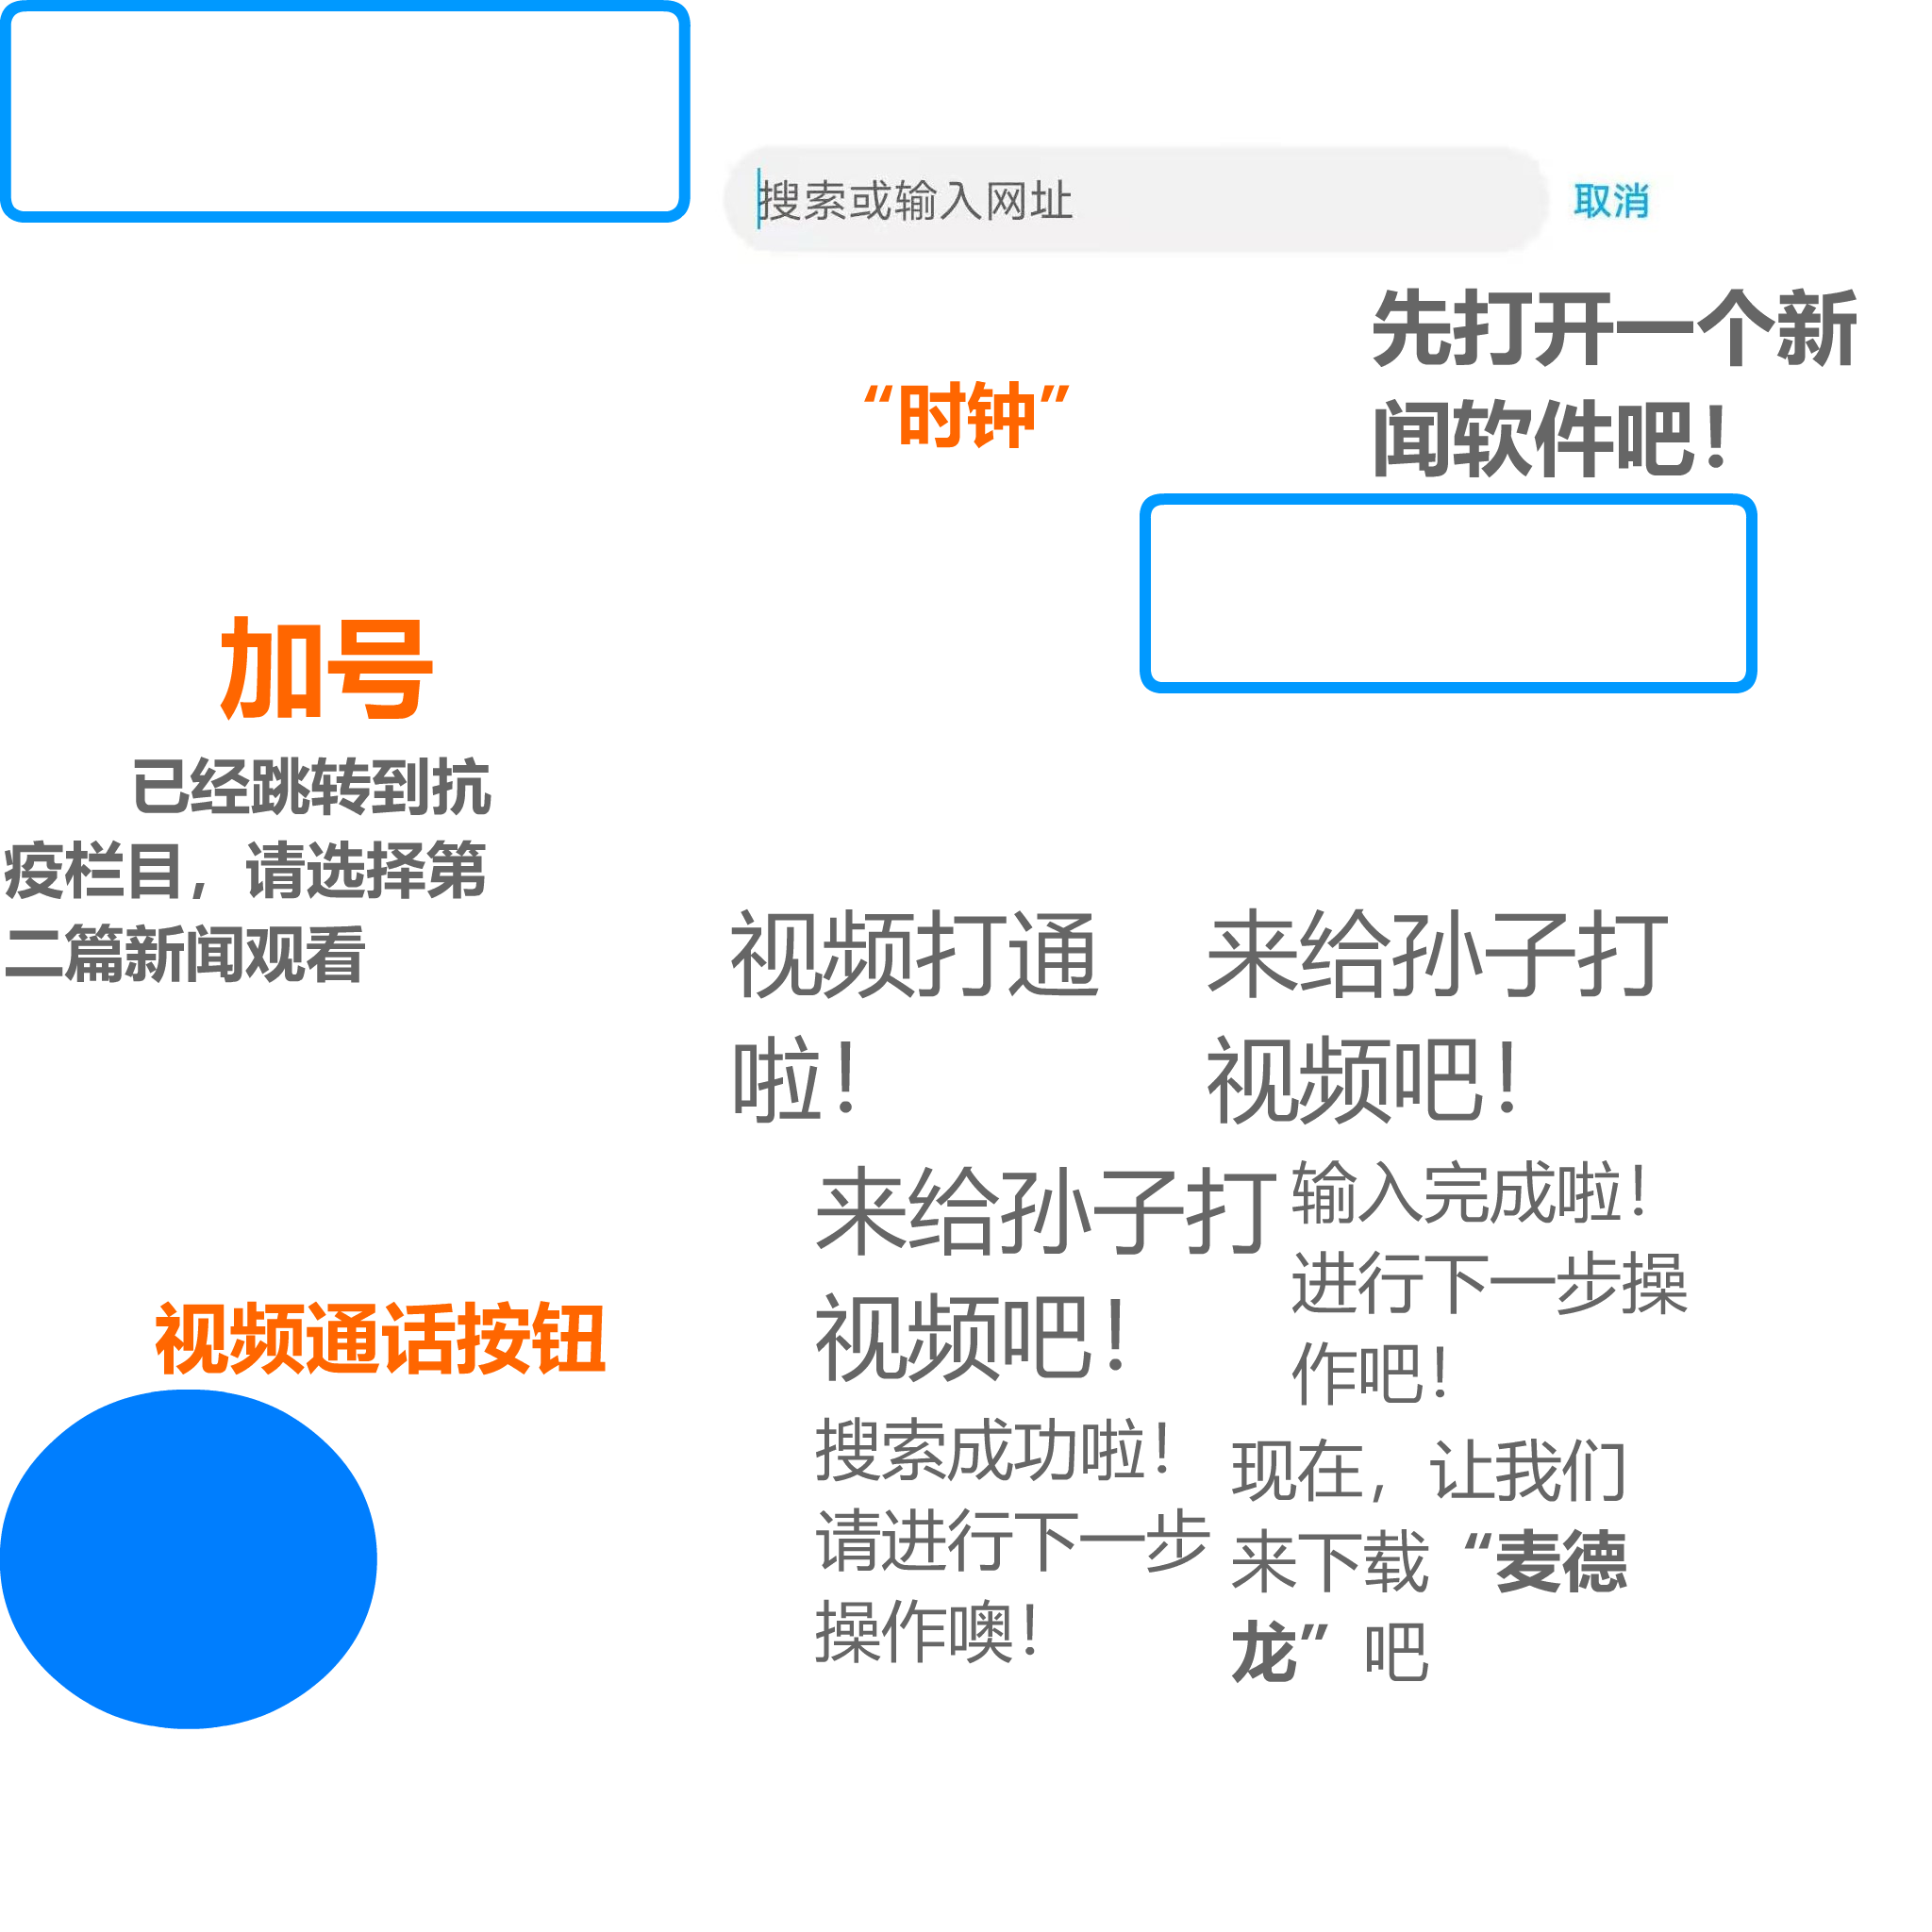 搜索或输入网址 取消
先打开一个新
闻软件吧！
“时钟”
加号
已经跳转到抗
疫栏目，请选择第
二篇新闻观看
视频打通
啦！
来给孙子打
视频吧！
来给孙子打
视频吧！
输入完成啦！
进行下一步操
作吧！
视频通话按钮
搜索成功啦！
请进行下一步
操作噢！
现在，让我们
来下载“麦德
龙”吧